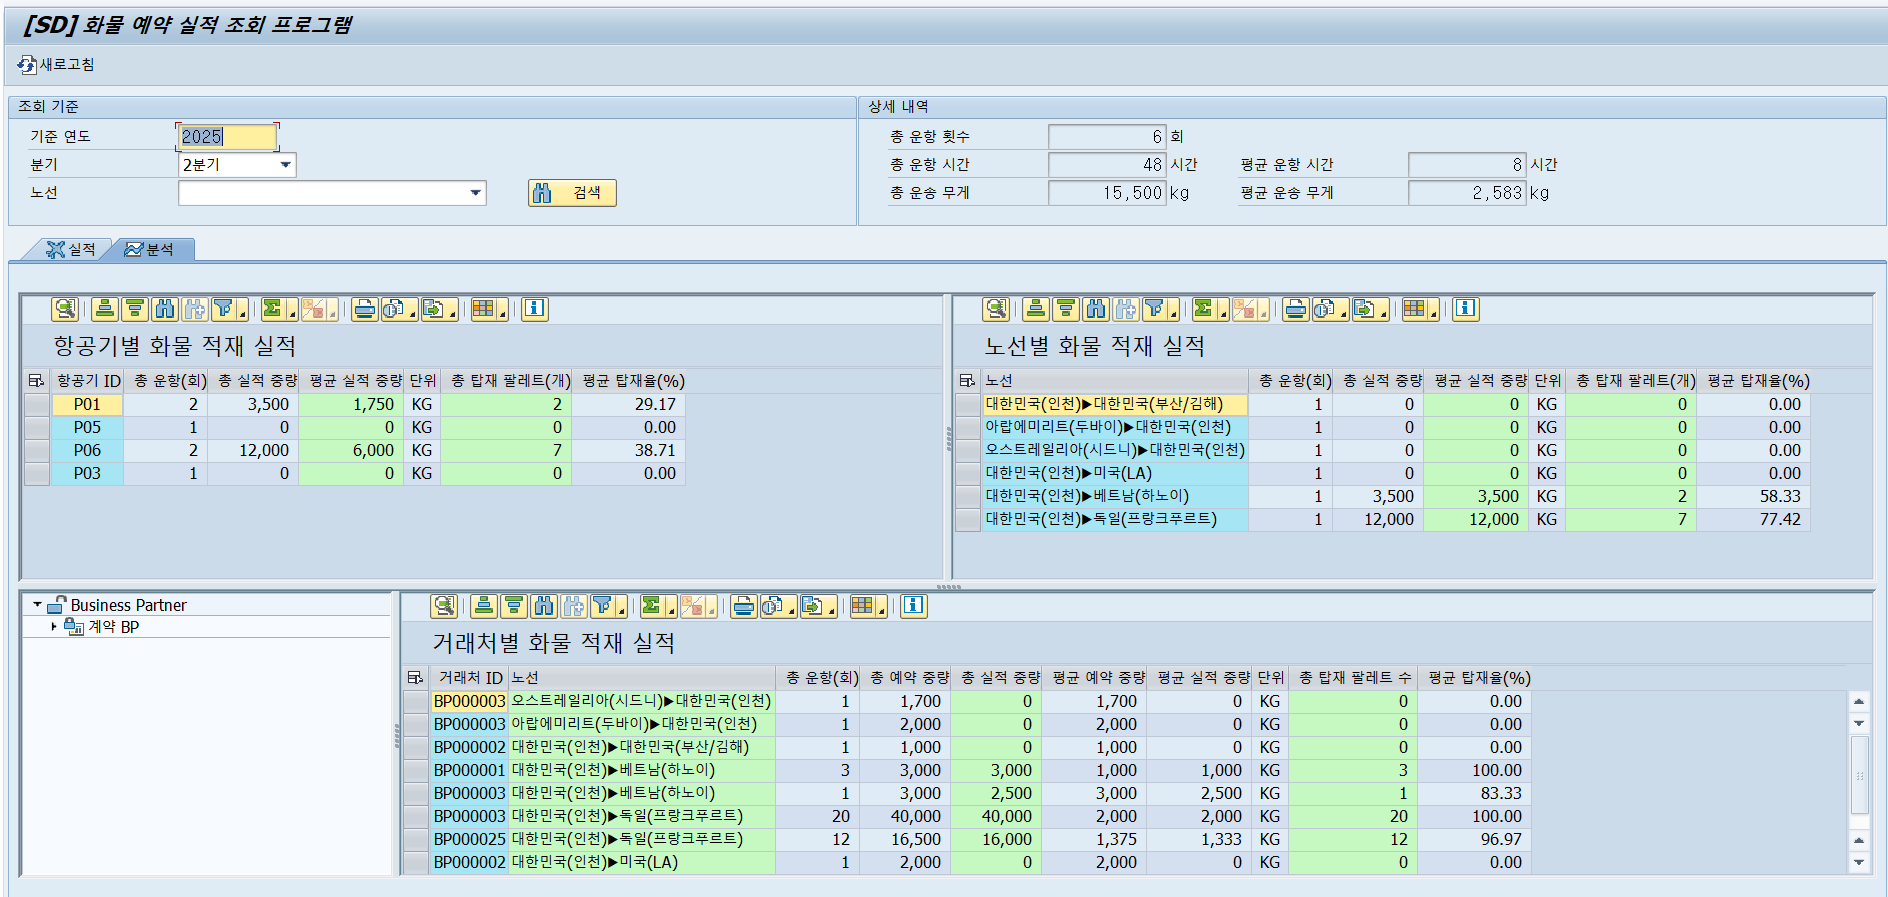 [SD] 화물 예약 실적 조회 프로그램
새로고침
조회 기준
기준 연도 2025
분기 2분기
노선
검색
상세 내역
총 운항 횟수 6 회
총 운항 시간 48 시간 평균 운항 시간 8 시간
총 운송 무게 15,500 kg 평균 운송 무게 2,583 kg
실적 분석
항공기별 화물 적재 실적
항공기 ID 총 운항(회) 총 실적 중량 평균 실적 중량 단위 총 탑재 팔레트(개) 평균 탑재율(%)
P01 2 3,500 1,750 KG 2 29.17
P05 1 0 0 KG 0 0.00
P06 2 12,000 6,000 KG 7 38.71
P03 1 0 0 KG 0 0.00
노선별 화물 적재 실적
노선 총 운항(회) 총 실적 중량 평균 실적 중량 단위 총 탑재 팔레트(개) 평균 탑재율(%)
대한민국(인천)▶대한민국(부산/김해) 1 0 0 KG 0 0.00
아랍에미리트(두바이)▶대한민국(인천) 1 0 0 KG 0 0.00
오스트레일리아(시드니)▶대한민국(인천) 1 0 0 KG 0 0.00
대한민국(인천)▶미국(LA) 1 0 0 KG 0 0.00
대한민국(인천)▶베트남(하노이) 1 3,500 3,500 KG 2 58.33
대한민국(인천)▶독일(프랑크푸르트) 1 12,000 12,000 KG 7 77.42
Business Partner
계약 BP
거래처별 화물 적재 실적
거래처 ID 노선 총 운항(회) 총 예약 중량 총 실적 중량 평균 예약 중량 평균 실적 중량 단위 총 탑재 팔레트 수 평균 탑재율(%)
BP000003 오스트레일리아(시드니)▶대한민국(인천) 1 1,700 0 1,700 0 KG 0 0.00
BP000003 아랍에미리트(두바이)▶대한민국(인천) 1 2,000 0 2,000 0 KG 0 0.00
BP000002 대한민국(인천)▶대한민국(부산/김해) 1 1,000 0 1,000 0 KG 0 0.00
BP000001 대한민국(인천)▶베트남(하노이) 3 3,000 3,000 1,000 1,000 KG 3 100.00
BP000003 대한민국(인천)▶베트남(하노이) 1 3,000 2,500 3,000 2,500 KG 1 83.33
BP000003 대한민국(인천)▶독일(프랑크푸르트) 20 40,000 40,000 2,000 2,000 KG 20 100.00
BP000025 대한민국(인천)▶독일(프랑크푸르트) 12 16,500 16,000 1,375 1,333 KG 12 96.97
BP000002 대한민국(인천)▶미국(LA) 1 2,000 0 2,000 0 KG 0 0.00